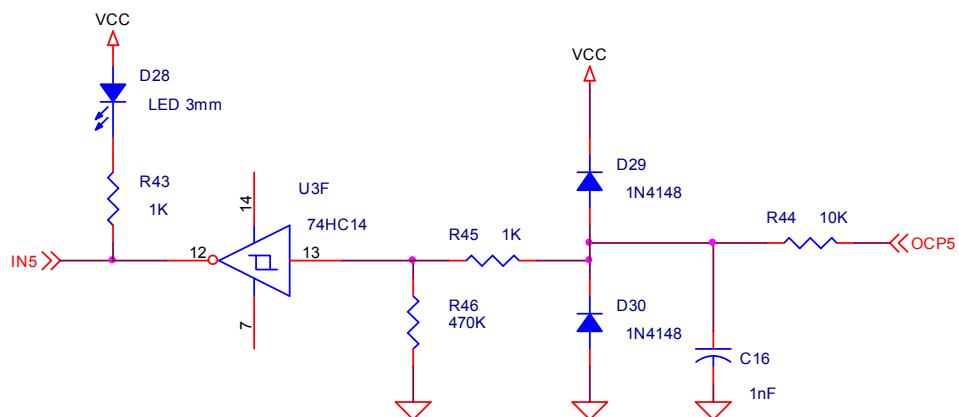 VCC
D28
LED 3mm
R43
1K
IN5
12
14
7
U3F
74HC14
13
R45 1K
R46
470K
VCC
D29
1N4148
D30
1N4148
R44 10K
OCP5
C16
1nF